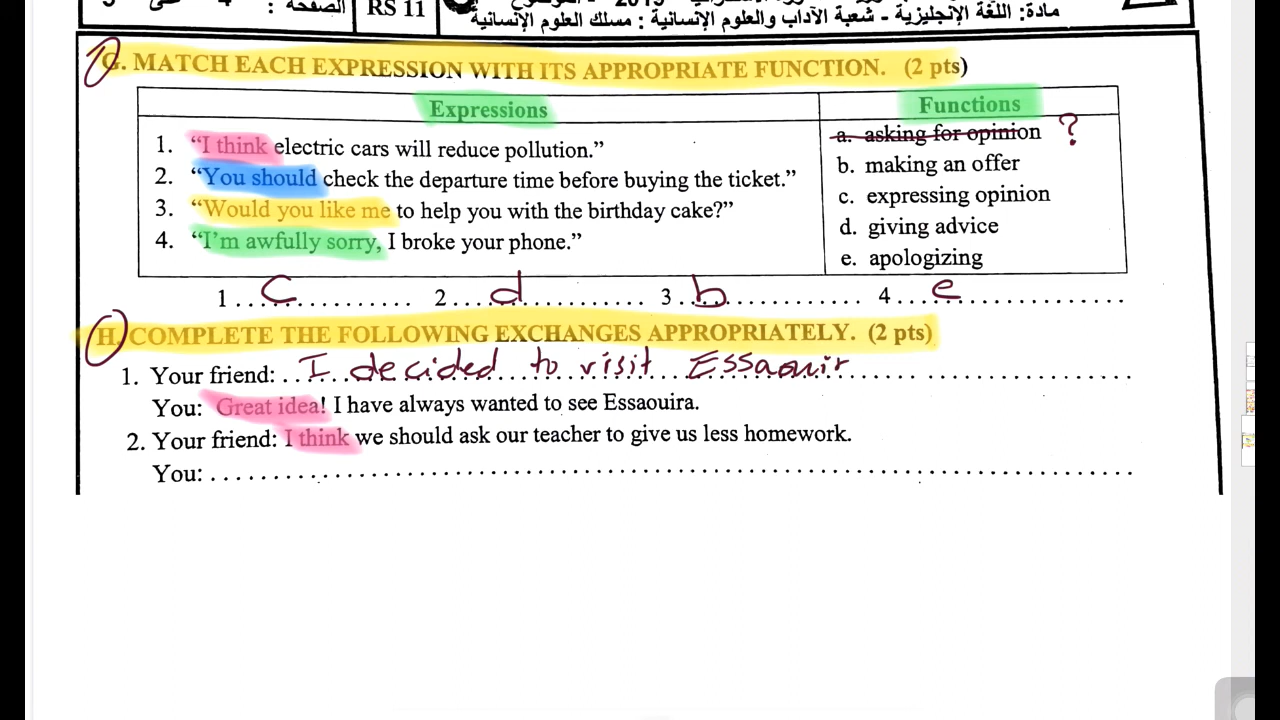 مادة: اللغة الإنجليزية - شعبة الآداب والعلوم الإنسانية : مسلك العلوم الإنسانية
RS 11
الصفحة :
G. MATCH EACH EXPRESSION WITH ITS APPROPRIATE FUNCTION. (2 pts)
Expressions Functions
1. “I think electric cars will reduce pollution.” a. asking for opinion ?
2. “You should check the departure time before buying the ticket.” b. making an offer
3. “Would you like me to help you with the birthday cake?” c. expressing opinion
4. “I'm awfully sorry, I broke your phone.” d. giving advice
e. apologizing
1...c........... 2....d............ 3..b............. 4....e.................
H. COMPLETE THE FOLLOWING EXCHANGES APPROPRIATELY. (2 pts)
1. Your friend: I decided to visit Essaouir
You: Great idea! I have always wanted to see Essaouira.
2. Your friend: I think we should ask our teacher to give us less homework.
You: ........................................................................